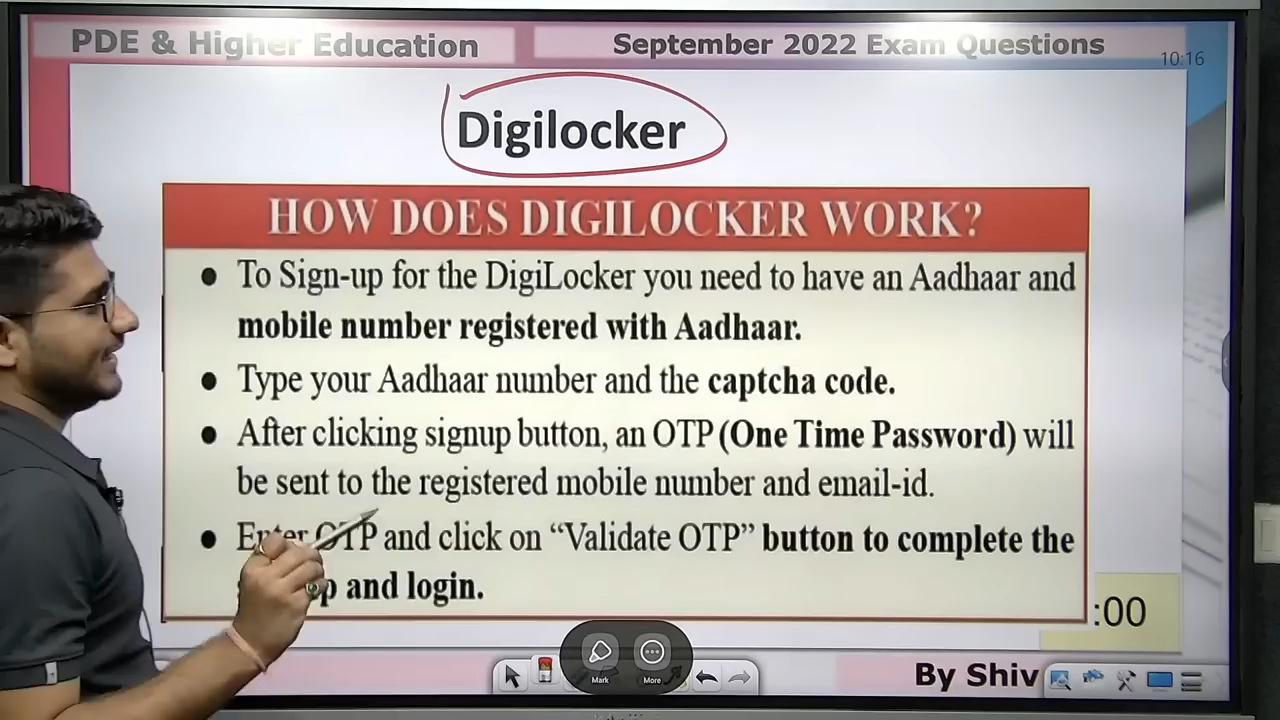 PDE & Higher Education
September 2022 Exam Questions
10:16
Digilocker
HOW DOES DIGILOCKER WORK?
● To Sign-up for the DigiLocker you need to have an Aadhaar and
mobile number registered with Aadhaar.
● Type your Aadhaar number and the captcha code.
● After clicking signup button, an OTP (One Time Password) will
be sent to the registered mobile number and email-id.
● Enter OTP and click on “Validate OTP” button to complete the
and login.
:00
Mark
More
By Shiv